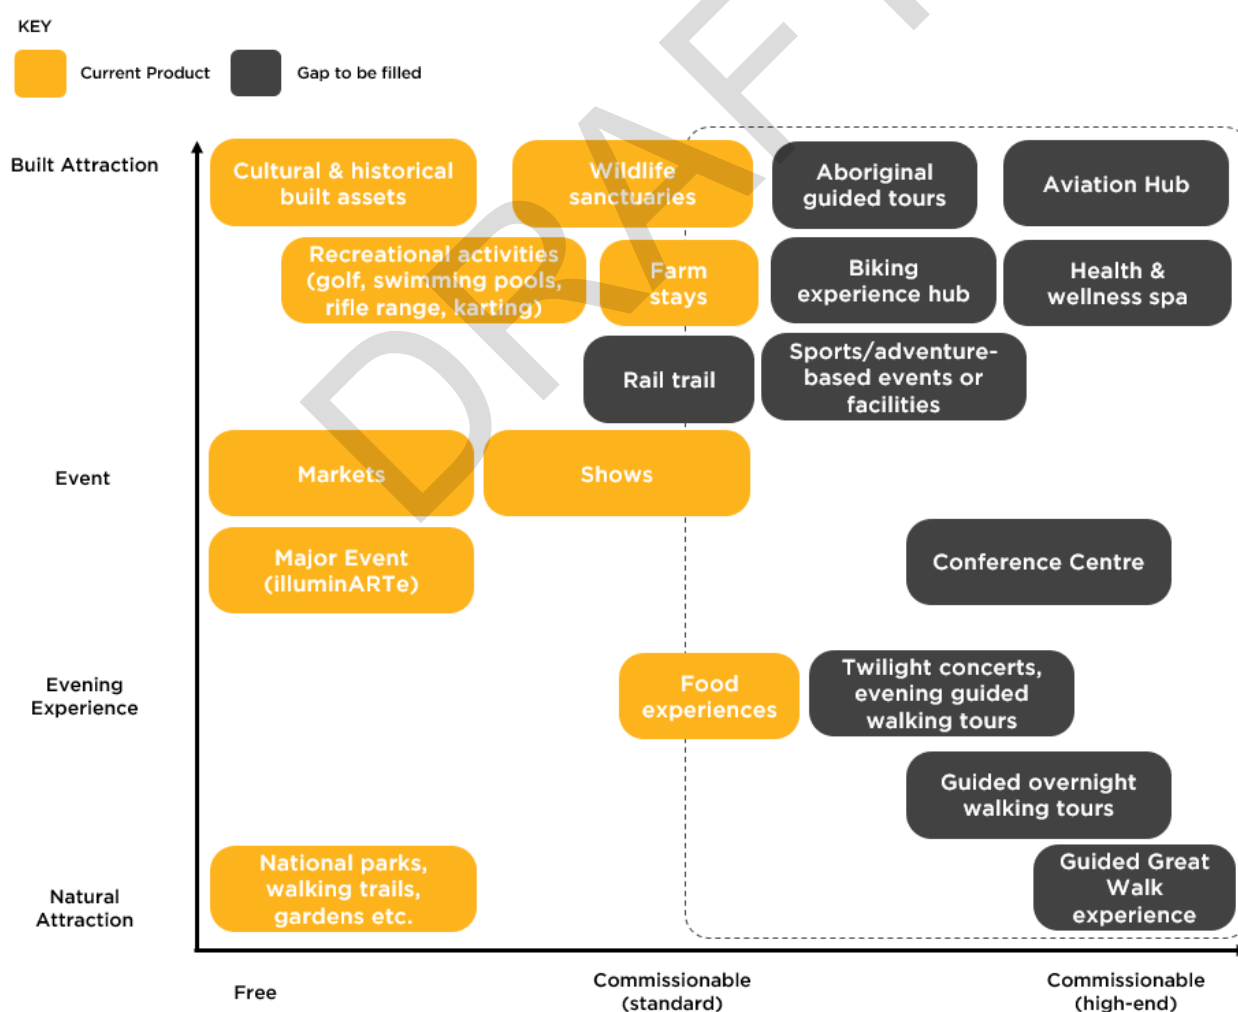 KEY
Current Product
Gap to be filled
DRAFT
Built Attraction
Cultural & historical
built assets
Wildlife
sanctuaries
Aboriginal
guided tours
Aviation Hub
Recreational activities
(golf, swimming pools,
rifle range, karting)
Farm
stays
Biking
experience hub
Health &
wellness spa
Rail trail
Sports/adventure-
based events or
facilities
Event
Markets
Shows
Major Event
(illuminARTe)
Conference Centre
Evening
Experience
Food
experiences
Twilight concerts,
evening guided
walking tours
Guided overnight
walking tours
Natural
Attraction
National parks,
walking trails,
gardens etc.
Guided Great
Walk
experience
Free
Commissionable
(standard)
Commissionable
(high-end)